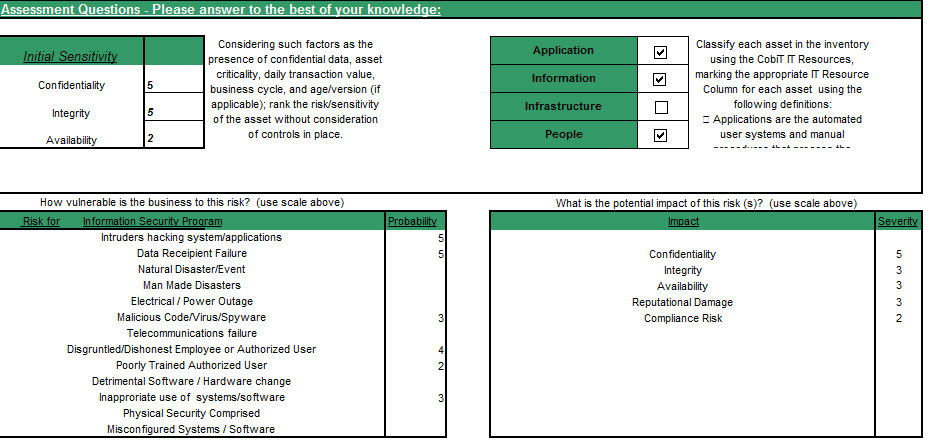 Assessment Questions - Please answer to the best of your knowledge:
Initial Sensitivity
Confidentiality 5
Integrity 5
Availability 2
Considering such factors as the
presence of confidential data, asset
criticality, daily transaction value,
business cycle, and age/version (if
applicable); rank the risk/sensitivity
of the asset without consideration
of controls in place.
Application
Information
Infrastructure
People
Classify each asset in the inventory
using the CobiT IT Resources,
marking the appropriate IT Resource
Column for each asset using the
following definitions:
□ Applications are the automated
user systems and manual
procedures that process the
How vulnerable is the business to this risk? (use scale above)
Risk for Information Security Program Probability
Intruders hacking system/applications 5
Data Receipient Failure 5
Natural Disaster/Event
Man Made Disasters
Electrical / Power Outage
Malicious Code/Virus/Spyware 3
Telecommunications failure
Disgruntled/Dishonest Employee or Authorized User 4
Poorly Trained Authorized User 2
Detrimental Software / Hardware change
Inapproriate use of systems/software 3
Physical Security Comprised
Misconfigured Systems / Software
What is the potential impact of this risk (s)? (use scale above)
Impact Severity
Confidentiality 5
Integrity 3
Availability 3
Reputational Damage 3
Compliance Risk 2